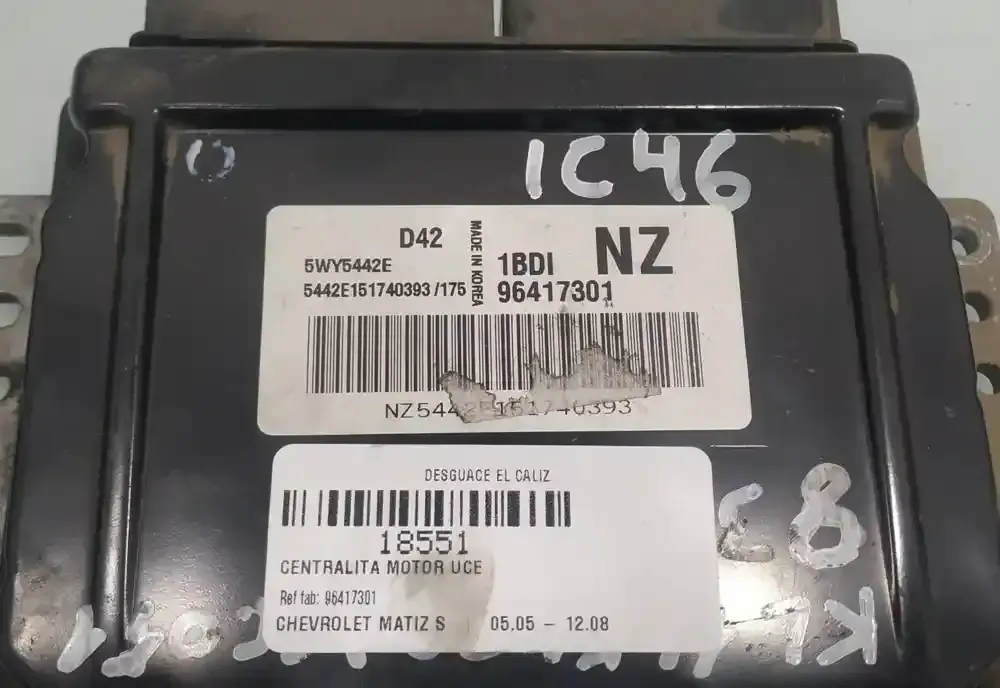 1C46
D42
MADE IN KOREA
1BDI
NZ
5WY5442E
5442E151740393 /175
96417301
NZ5442E151740393
DESGUACE EL CALIZ
18551
CENTRALITA MOTOR UCE
Ref fab: 96417301
CHEVROLET MATIZ S 05.05 - 12.08